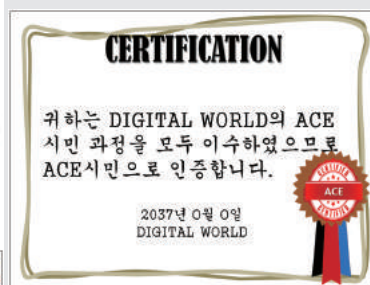 CERTIFICATION
귀하는 DIGITAL WORLD의 ACE
시민 과정을 모두 이수하였으므로
ACE시민으로 인증합니다.
2037년 0월 0일
DIGITAL WORLD
ACE